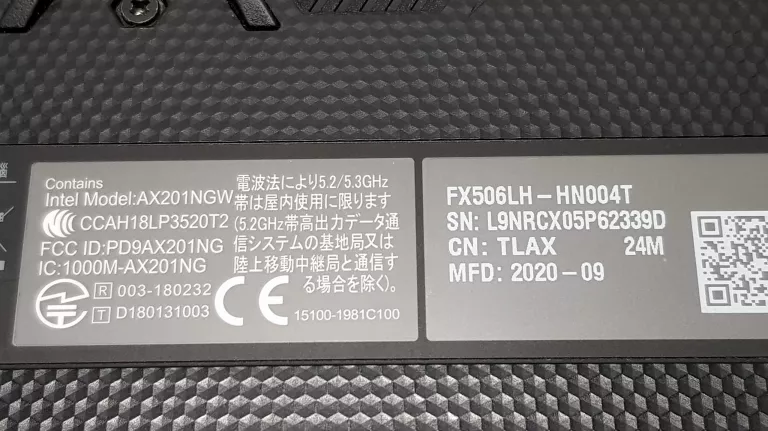 Contains
Intel Model:AX201NGW
CCAH18LP3520T2
FCC ID:PD9AX201NG
IC:1000M-AX201NG
R 003-180232
T D180131003
電波法により5.2/5.3GHz
帯は屋内使用に限ります
(5.2GHz帯高出力データ通
信システムの基地局又は
陸上移動中継局と通信す
る場合を除く)。
CE
15100-1981C100
FX506LH-HN004T
SN: L9NRCX05P62339D
CN: TLAX 24M
MFD: 2020-09